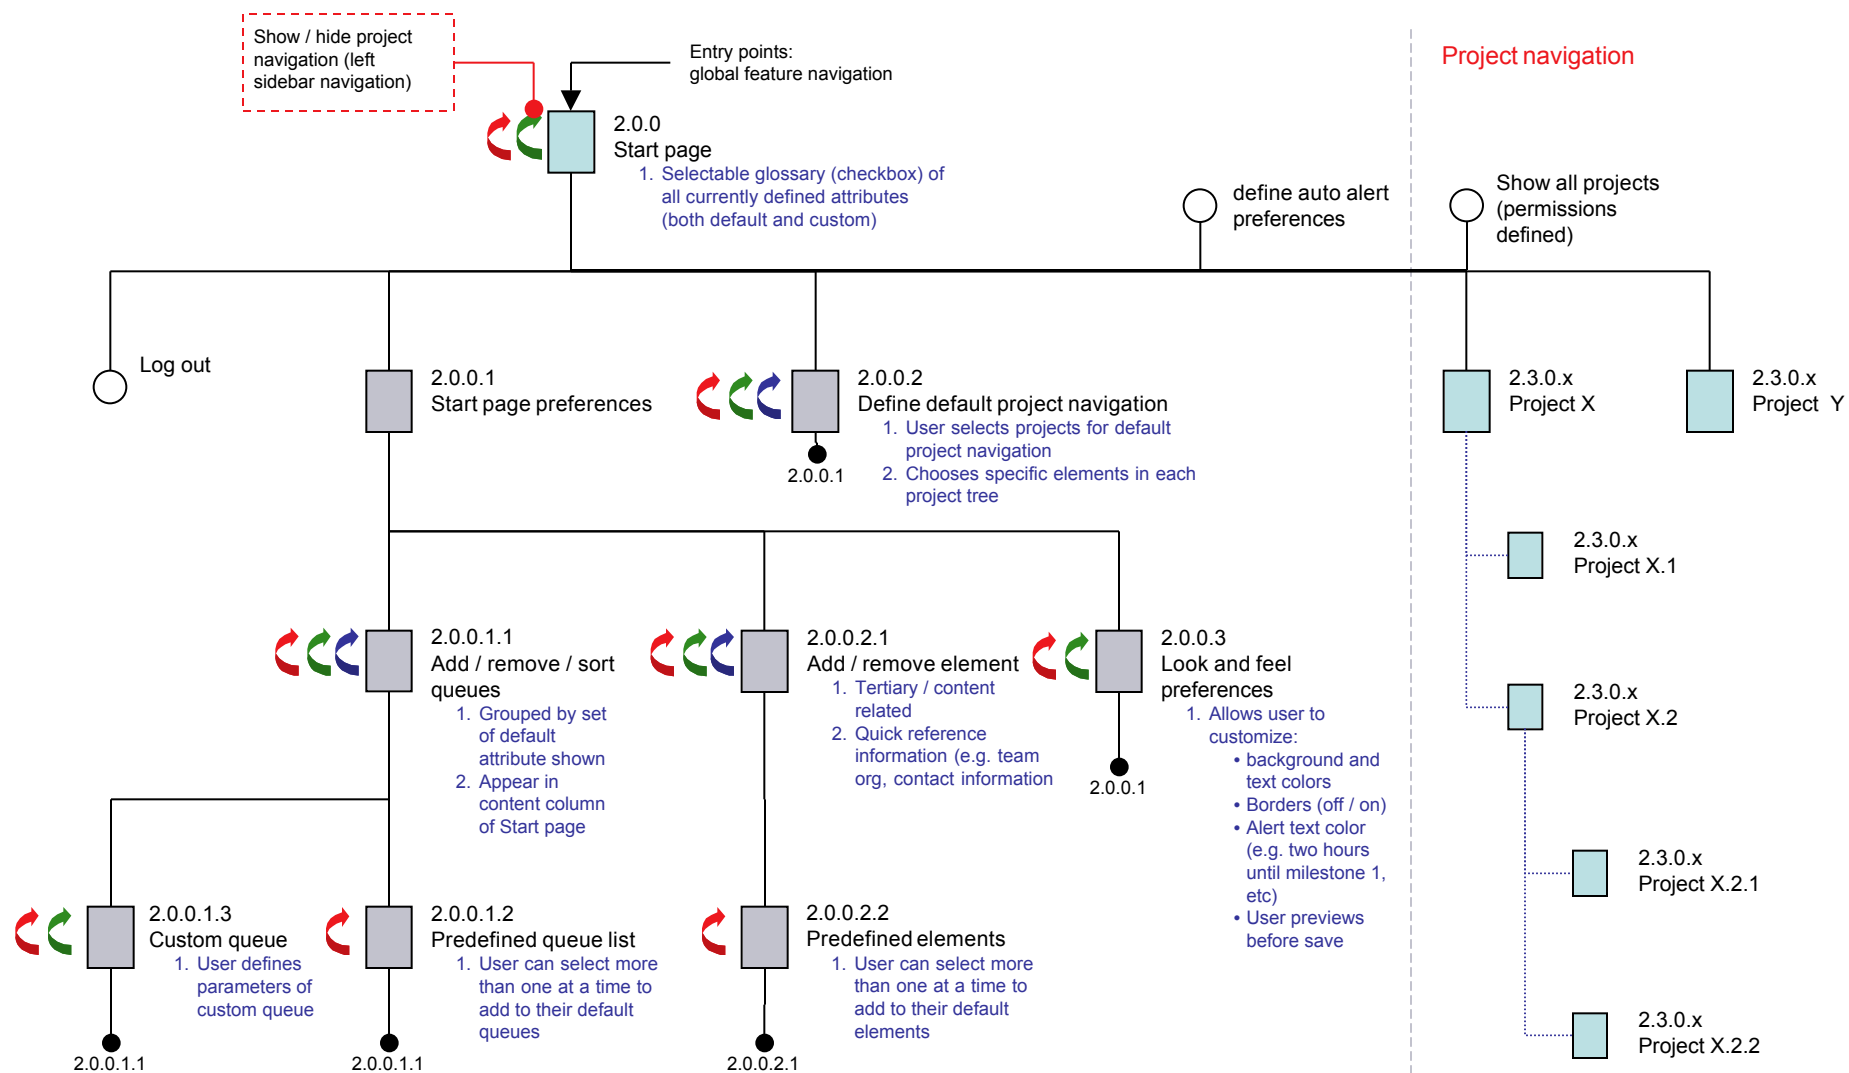 Show / hide project
navigation (left
sidebar navigation)
Entry points:
global feature navigation
Project navigation
2.0.0
Start page
1. Selectable glossary (checkbox) of
all currently defined attributes
(both default and custom)
define auto alert
preferences
Show all projects
(permissions
defined)
Log out
2.0.0.1
Start page preferences
2.0.0.2
Define default project navigation
1. User selects projects for default
project navigation
2. Chooses specific elements in each
project tree
2.0.0.1
2.3.0.x
Project X
2.3.0.x
Project Y
2.3.0.x
Project X.1
2.0.0.1.1
Add / remove / sort
queues
1. Grouped by set
of default
attribute shown
2. Appear in
content column
of Start page
2.0.0.2.1
Add / remove element
1. Tertiary / content
related
2. Quick reference
information (e.g. team
org, contact information
2.0.0.3
Look and feel
preferences
1. Allows user to
customize:
• background and
text colors
• Borders (off / on)
• Alert text color
(e.g. two hours
until milestone 1,
etc)
• User previews
before save
2.0.0.1
2.3.0.x
Project X.2
2.3.0.x
Project X.2.1
2.0.0.1.3
Custom queue
1. User defines
parameters of
custom queue
2.0.0.1.1
2.0.0.1.2
Predefined queue list
1. User can select more
than one at a time to
add to their default
queues
2.0.0.1.1
2.0.0.2.2
Predefined elements
1. User can select more
than one at a time to
add to their default
elements
2.0.0.2.1
2.3.0.x
Project X.2.2